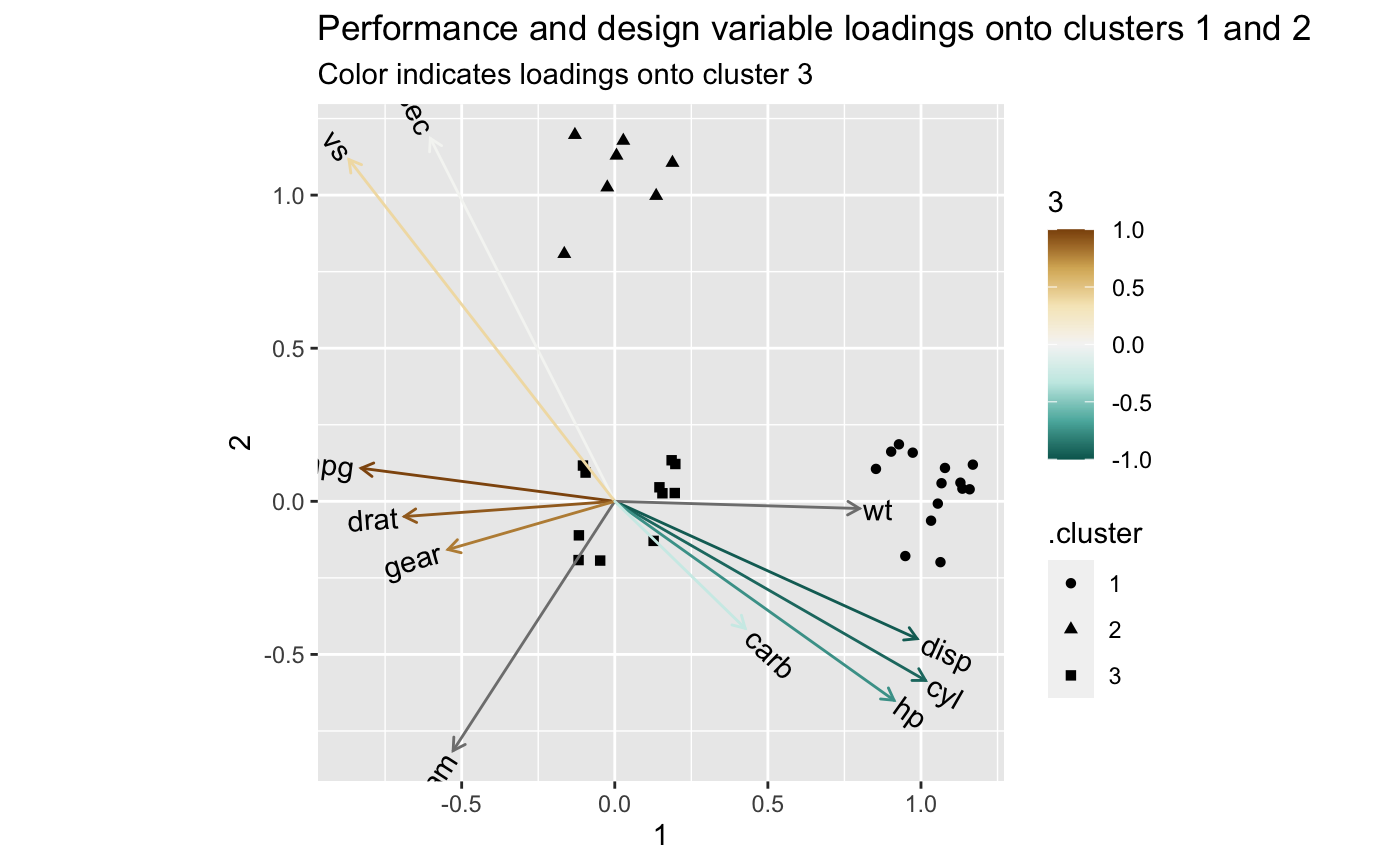 Performance and design variable loadings onto clusters 1 and 2
Color indicates loadings onto cluster 3
vs
1.0
0.5
0.0
-0.5
2
drat
gear
wt
carb
disp
cyl
hp
-0.5
0.0
0.5
1.0
1
3
1.0
0.5
0.0
-0.5
-1.0
.cluster
1
2
3